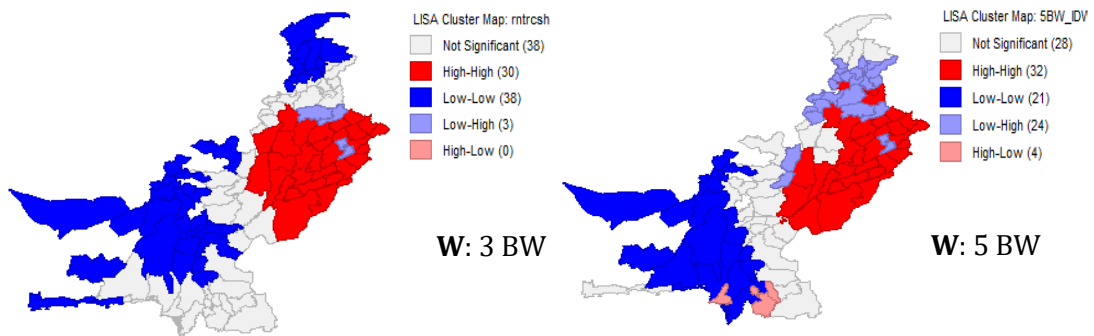 LISA Cluster Map: rntrcsh
Not Significant (38)
High-High (30)
Low-Low (38)
Low-High (3)
High-Low (0)
W: 3 BW
LISA Cluster Map: 5BW_IDW
Not Significant (28)
High-High (32)
Low-Low (21)
Low-High (24)
High-Low (4)
W: 5 BW